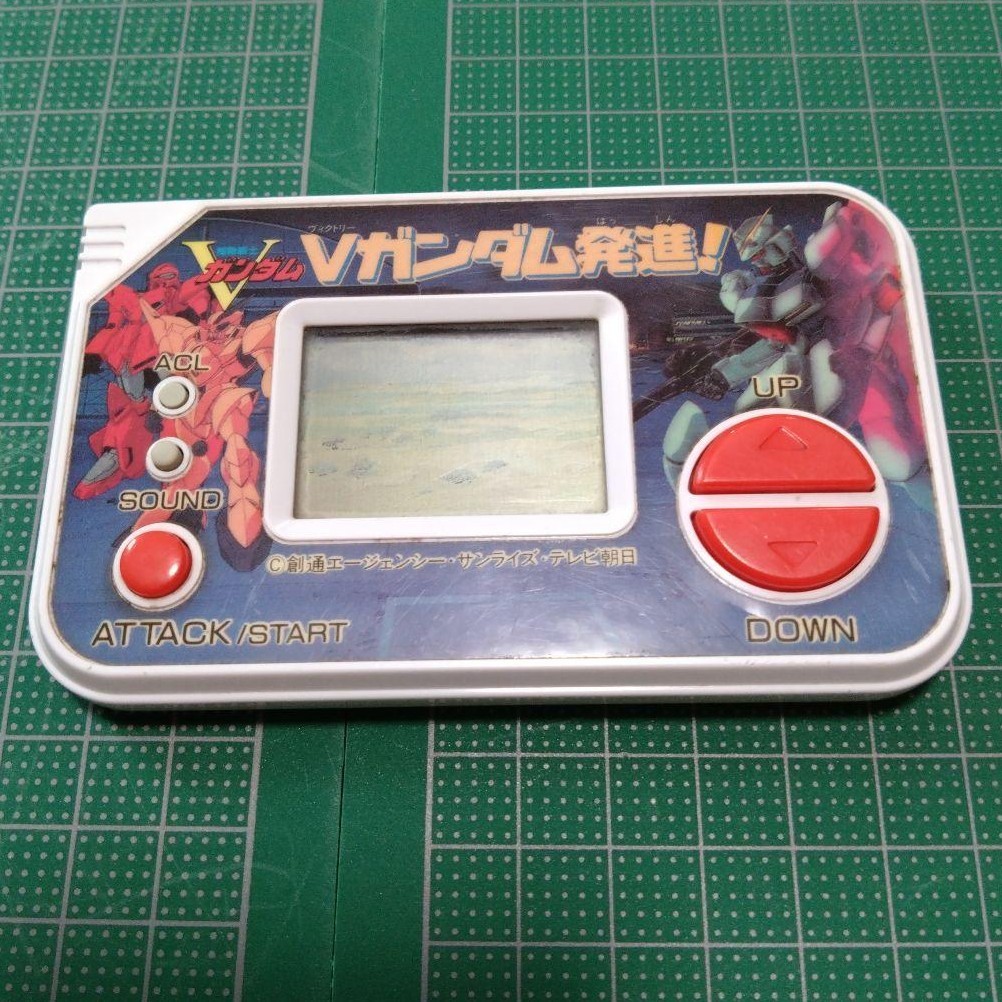 機動戦士
Vガンダム
ヴィクトリー はっ しん
Vガンダム発進!
ACL
SOUND
UP
©創通エージェンシー・サンライズ・テレビ朝日
ATTACK/START
DOWN